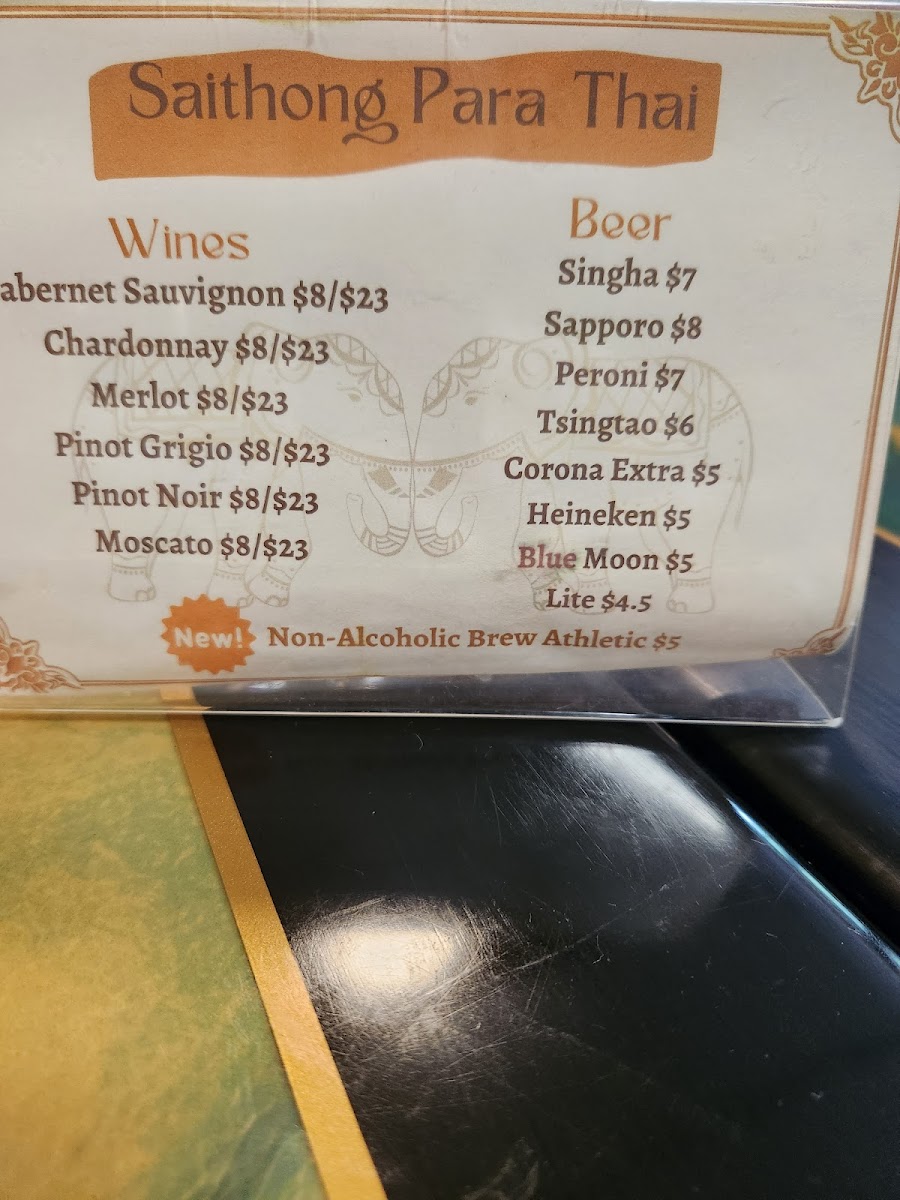 Saithong Para Thai
Wines
abernet Sauvignon $8/$23
Chardonnay $8/$23
Merlot $8/$23
Pinot Grigio $8/$23
Pinot Noir $8/$23
Moscato $8/$23
Beer
Singha $7
Sapporo $8
Peroni $7
Tsingtao $6
Corona Extra $5
Heineken $5
Blue Moon $5
Lite $4.5
New! Non-Alcoholic Brew Athletic $5